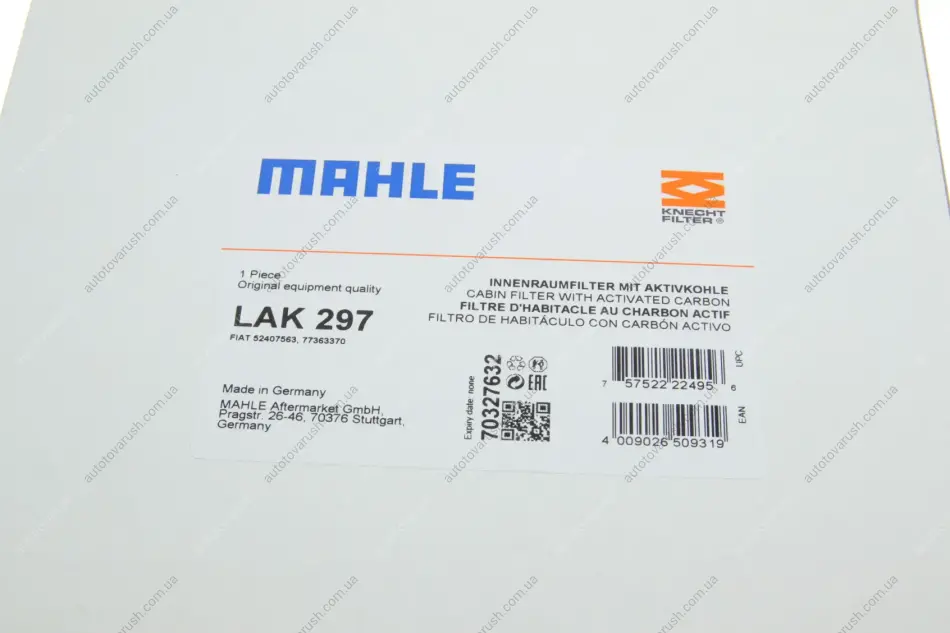 MAHLE
KNECHT
FILTER®
1 Piece
Original equipment quality
LAK 297
FIAT 52407563, 77363370
INNENRAUMFILTER MIT AKTIVKOHLE
CABIN FILTER WITH ACTIVATED CARBON
FILTRE D'HABITACLE AU CHARBON ACTIF
FILTRO DE HABITÁCULO CON CARBÓN ACTIVO
Made in Germany
MAHLE Aftermarket GmbH,
Pragstr. 26-46, 70376 Stuttgart,
Germany
Expiry date: none
70327632
EAC
7 57522 22495 6
UPC
4 009026 509319
EAN
autotovarush.com.ua